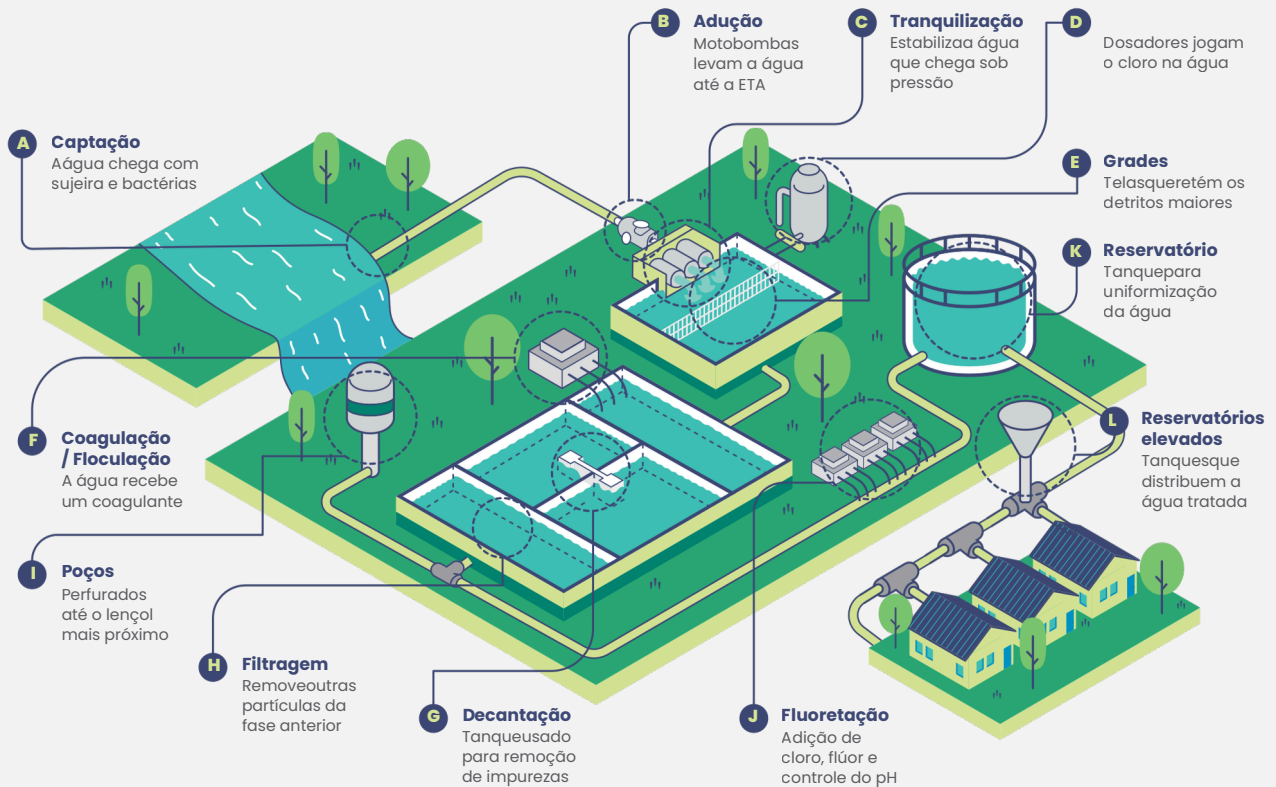 B Adução
Motobombas
levam a água
até a ETA
C Tranquilização
Estabilizaa água
que chega sob
pressão
D
Dosadores jogam
o cloro na água
A Captação
Aágua chega com
sujeira e bactérias
E Grades
Telasqueretém os
detritos maiores
K Reservatório
Tanquepara
uniformização
da água
F Coagulação
/ Floculação
A água recebe
um coagulante
L Reservatórios
elevados
Tanquesque
distribuem a
água tratada
I Poços
Perfurados
até o lençol
mais próximo
H Filtragem
Removeoutras
partículas da
fase anterior
G Decantação
Tanqueusado
para remoção
de impurezas
J Fluoretação
Adição de
cloro, flúor e
controle do pH